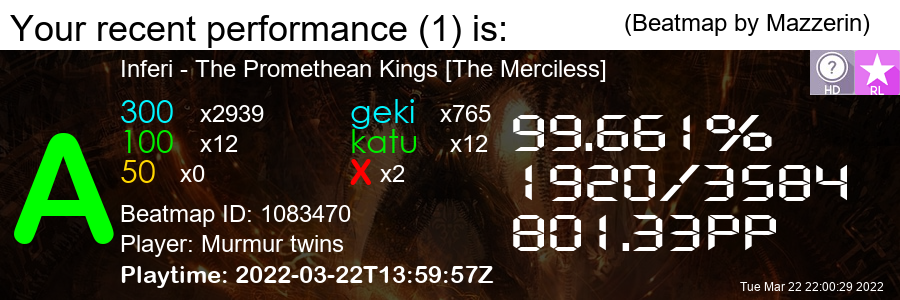 Your recent performance (1) is:
(Beatmap by Mazzerin)
Inferi - The Promethean Kings [The Merciless]
?
HD
RL
300 x2939 geki x765
100 x12 katu x12
50 x0 X x2
A
99.661%
1920/3584
801.33PP
Beatmap ID: 1083470
Player: Murmur twins
Playtime: 2022-03-22T13:59:57Z
Tue Mar 22 22:00:29 2022